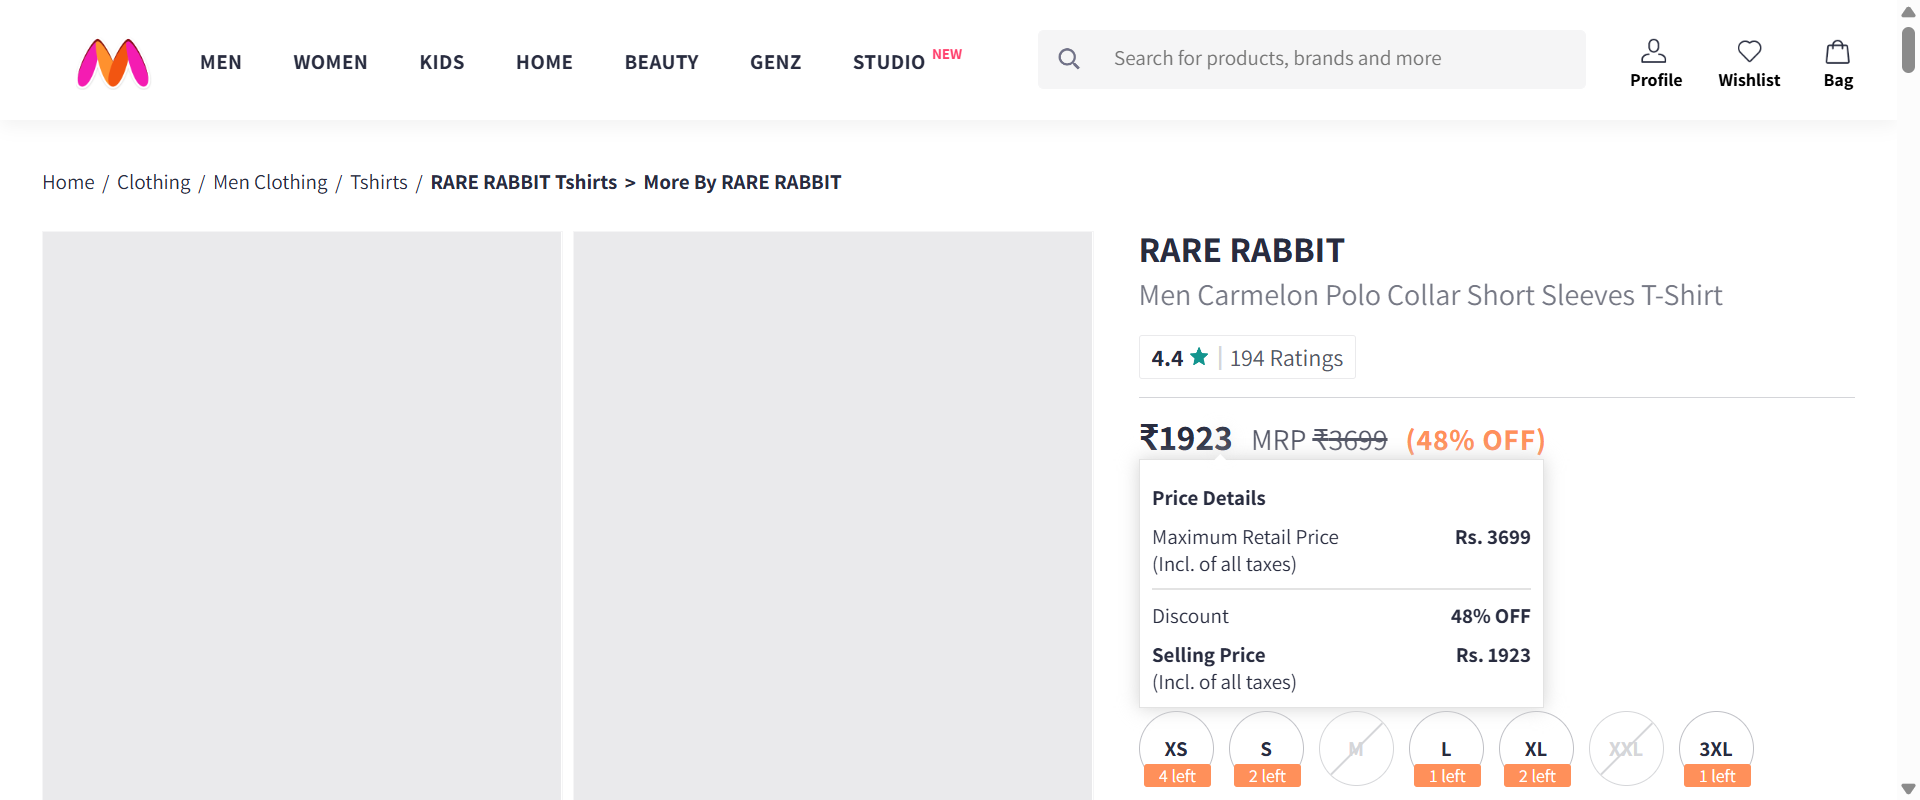 MEN WOMEN KIDS HOME BEAUTY GENZ STUDIO NEW Search for products, brands and more Profile Wishlist Bag
Home / Clothing / Men Clothing / Tshirts / RARE RABBIT Tshirts > More By RARE RABBIT
RARE RABBIT
Men Carmelon Polo Collar Short Sleeves T-Shirt
4.4 ★ | 194 Ratings
₹1923 MRP ₹3699 (48% OFF)
Price Details
Maximum Retail Price Rs. 3699
(Incl. of all taxes)
Discount 48% OFF
Selling Price Rs. 1923
(Incl. of all taxes)
XS S M L XL XXL 3XL
4 left 2 left 1 left 2 left 1 left